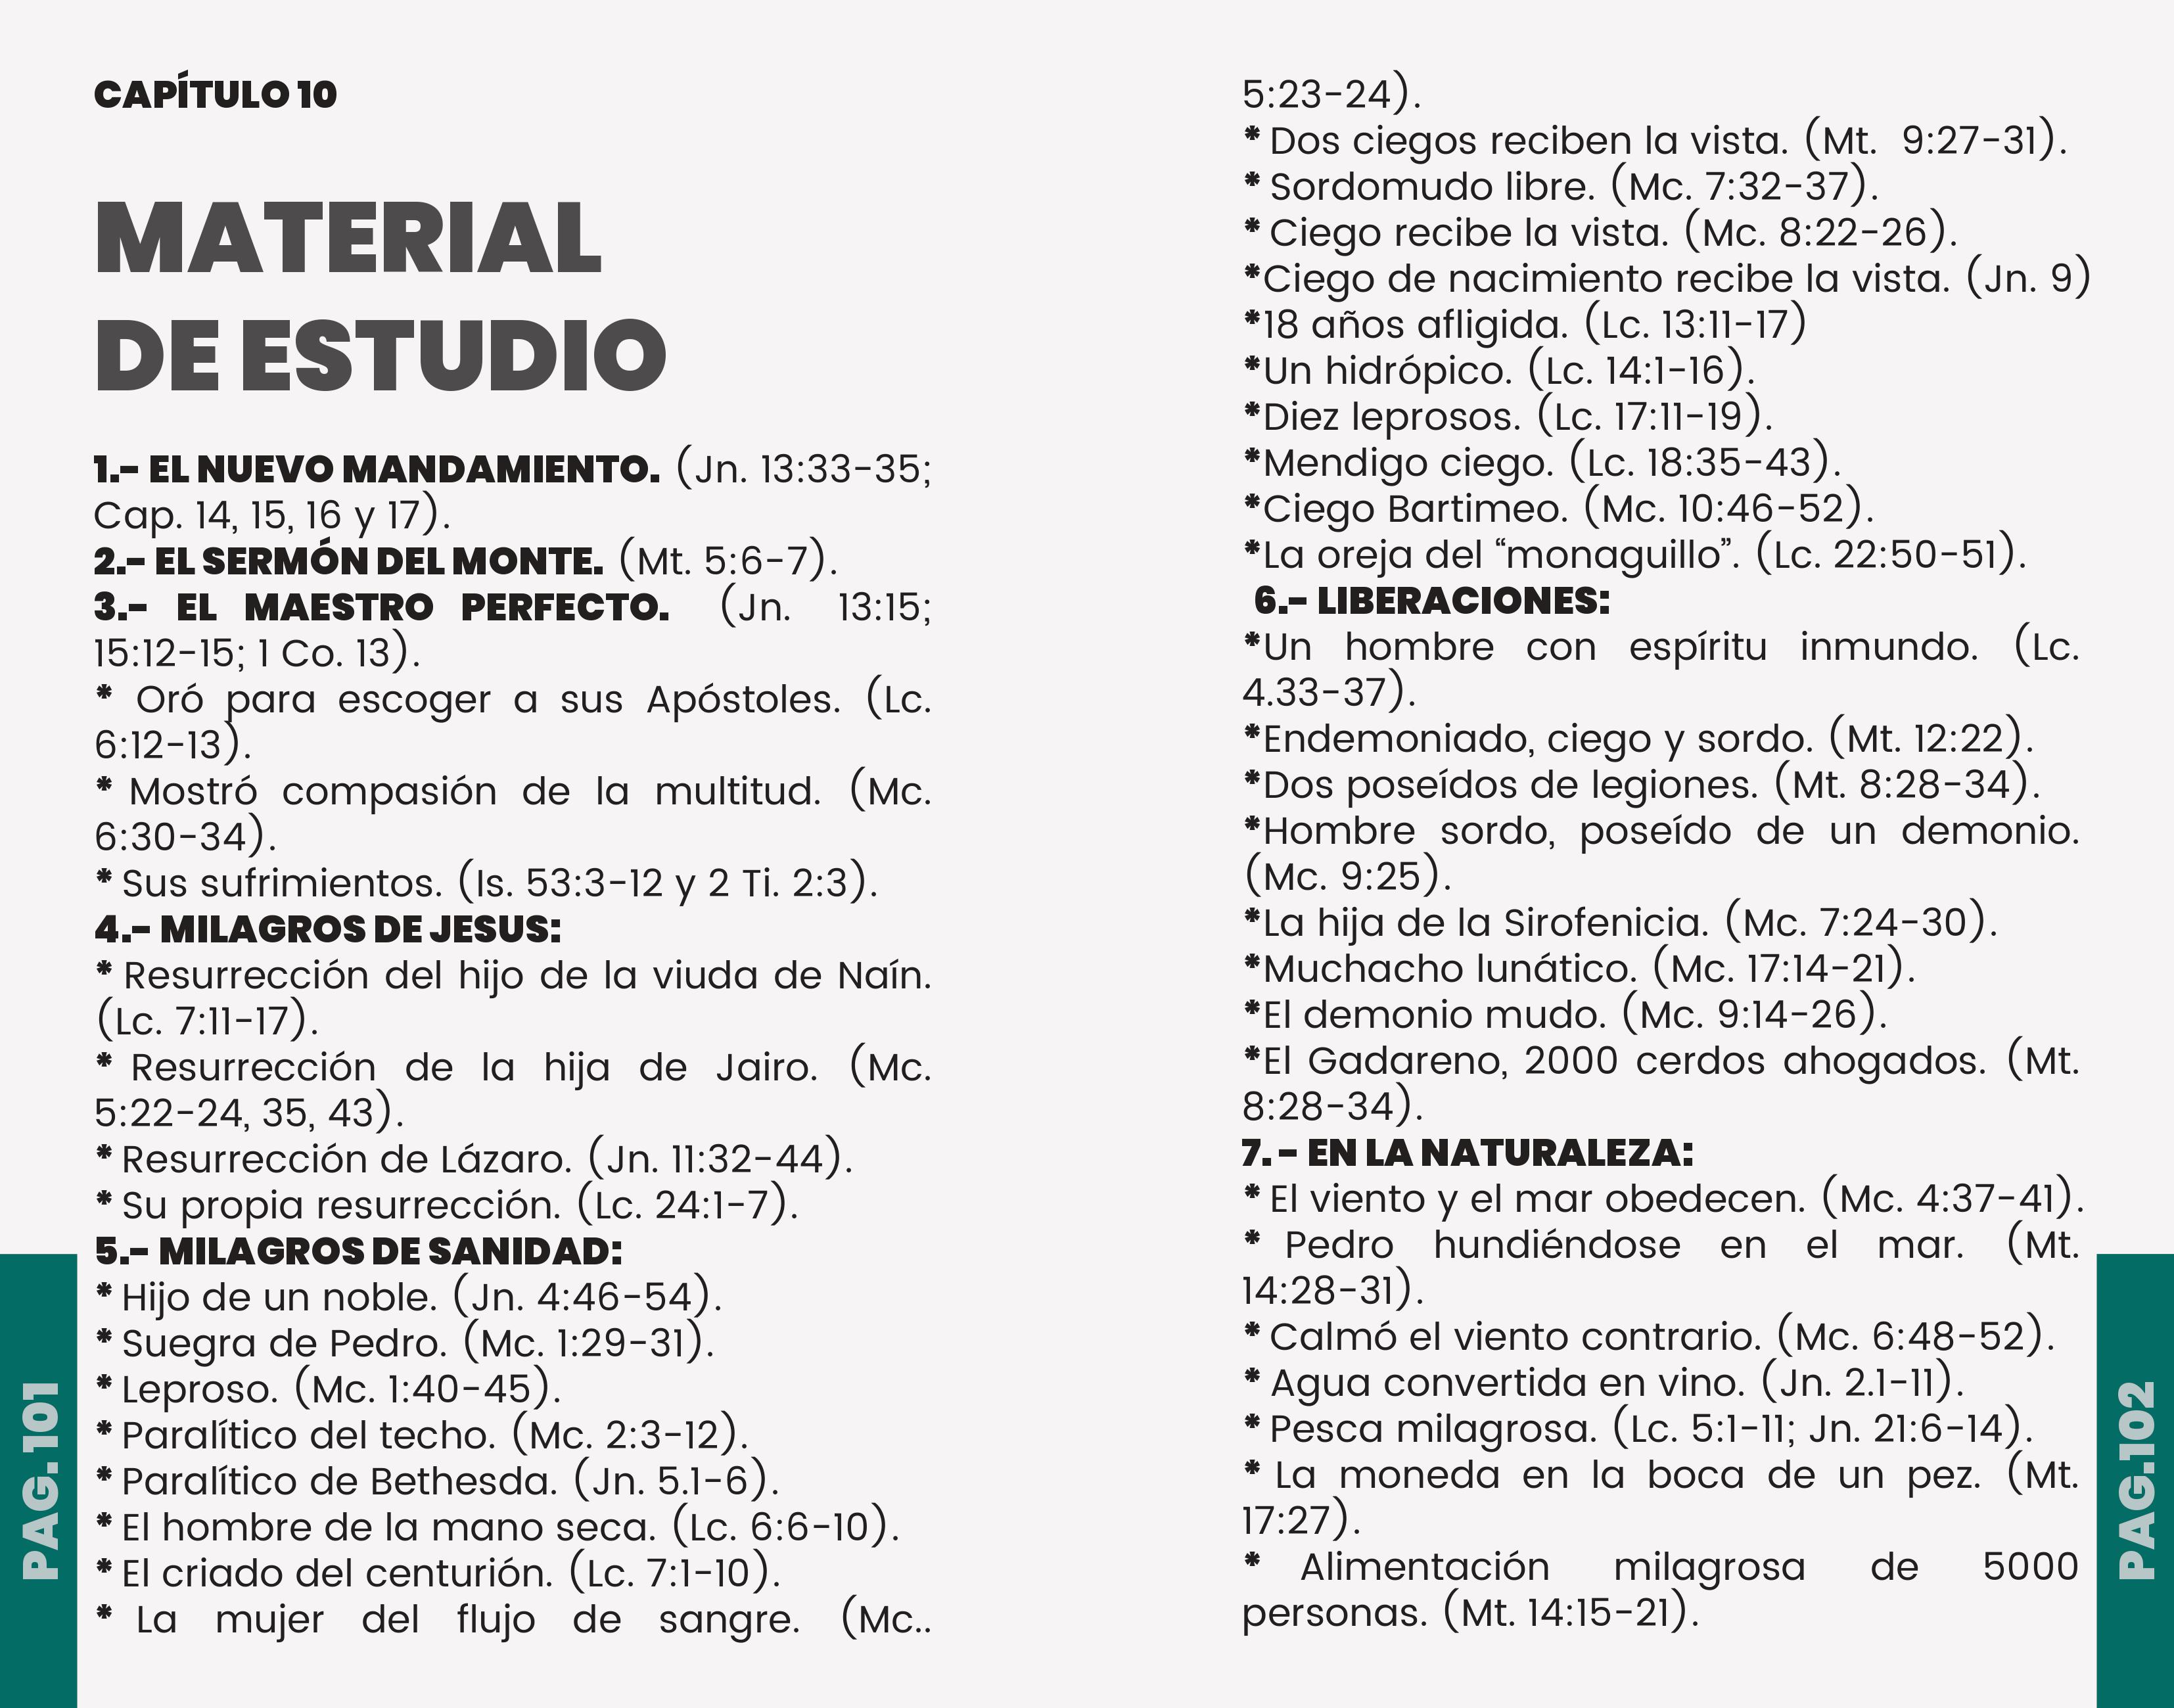 CAPÍTULO 10
MATERIAL
DE ESTUDIO
1.- EL NUEVO MANDAMIENTO. (Jn. 13:33-35;
Cap. 14, 15, 16 y 17).
2.- EL SERMÓN DEL MONTE. (Mt. 5:6-7).
3.- EL MAESTRO PERFECTO. (Jn. 13:15;
15:12-15; 1 Co. 13).
* Oró para escoger a sus Apóstoles. (Lc.
6:12-13).
* Mostró compasión de la multitud. (Mc.
6:30-34).
* Sus sufrimientos. (Is. 53:3-12 y 2 Ti. 2:3).
4.- MILAGROS DE JESUS:
* Resurrección del hijo de la viuda de Naín.
(Lc. 7:11-17).
* Resurrección de la hija de Jairo. (Mc.
5:22-24, 35, 43).
* Resurrección de Lázaro. (Jn. 11:32-44).
* Su propia resurrección. (Lc. 24:1-7).
5.- MILAGROS DE SANIDAD:
* Hijo de un noble. (Jn. 4:46-54).
* Suegra de Pedro. (Mc. 1:29-31).
* Leproso. (Mc. 1:40-45).
* Paralítico del techo. (Mc. 2:3-12).
* Paralítico de Bethesda. (Jn. 5.1-6).
* El hombre de la mano seca. (Lc. 6:6-10).
* El criado del centurión. (Lc. 7:1-10).
* La mujer del flujo de sangre. (Mc..
PAG. 101
5:23-24).
* Dos ciegos reciben la vista. (Mt. 9:27-31).
* Sordomudo libre. (Mc. 7:32-37).
* Ciego recibe la vista. (Mc. 8:22-26).
*Ciego de nacimiento recibe la vista. (Jn. 9)
*18 años afligida. (Lc. 13:11-17)
*Un hidrópico. (Lc. 14:1-16).
*Diez leprosos. (Lc. 17:11-19).
*Mendigo ciego. (Lc. 18:35-43).
*Ciego Bartimeo. (Mc. 10:46-52).
*La oreja del “monaguillo”. (Lc. 22:50-51).
6.- LIBERACIONES:
*Un hombre con espíritu inmundo. (Lc.
4.33-37).
*Endemoniado, ciego y sordo. (Mt. 12:22).
*Dos poseídos de legiones. (Mt. 8:28-34).
*Hombre sordo, poseído de un demonio.
(Mc. 9:25).
*La hija de la Sirofenicia. (Mc. 7:24-30).
*Muchacho lunático. (Mc. 17:14-21).
*El demonio mudo. (Mc. 9:14-26).
*El Gadareno, 2000 cerdos ahogados. (Mt.
8:28-34).
7. - EN LA NATURALEZA:
* El viento y el mar obedecen. (Mc. 4:37-41).
* Pedro hundiéndose en el mar. (Mt.
14:28-31).
* Calmó el viento contrario. (Mc. 6:48-52).
* Agua convertida en vino. (Jn. 2.1-11).
* Pesca milagrosa. (Lc. 5:1-11; Jn. 21:6-14).
* La moneda en la boca de un pez. (Mt.
17:27).
* Alimentación milagrosa de 5000
personas. (Mt. 14:15-21).
PAG.102